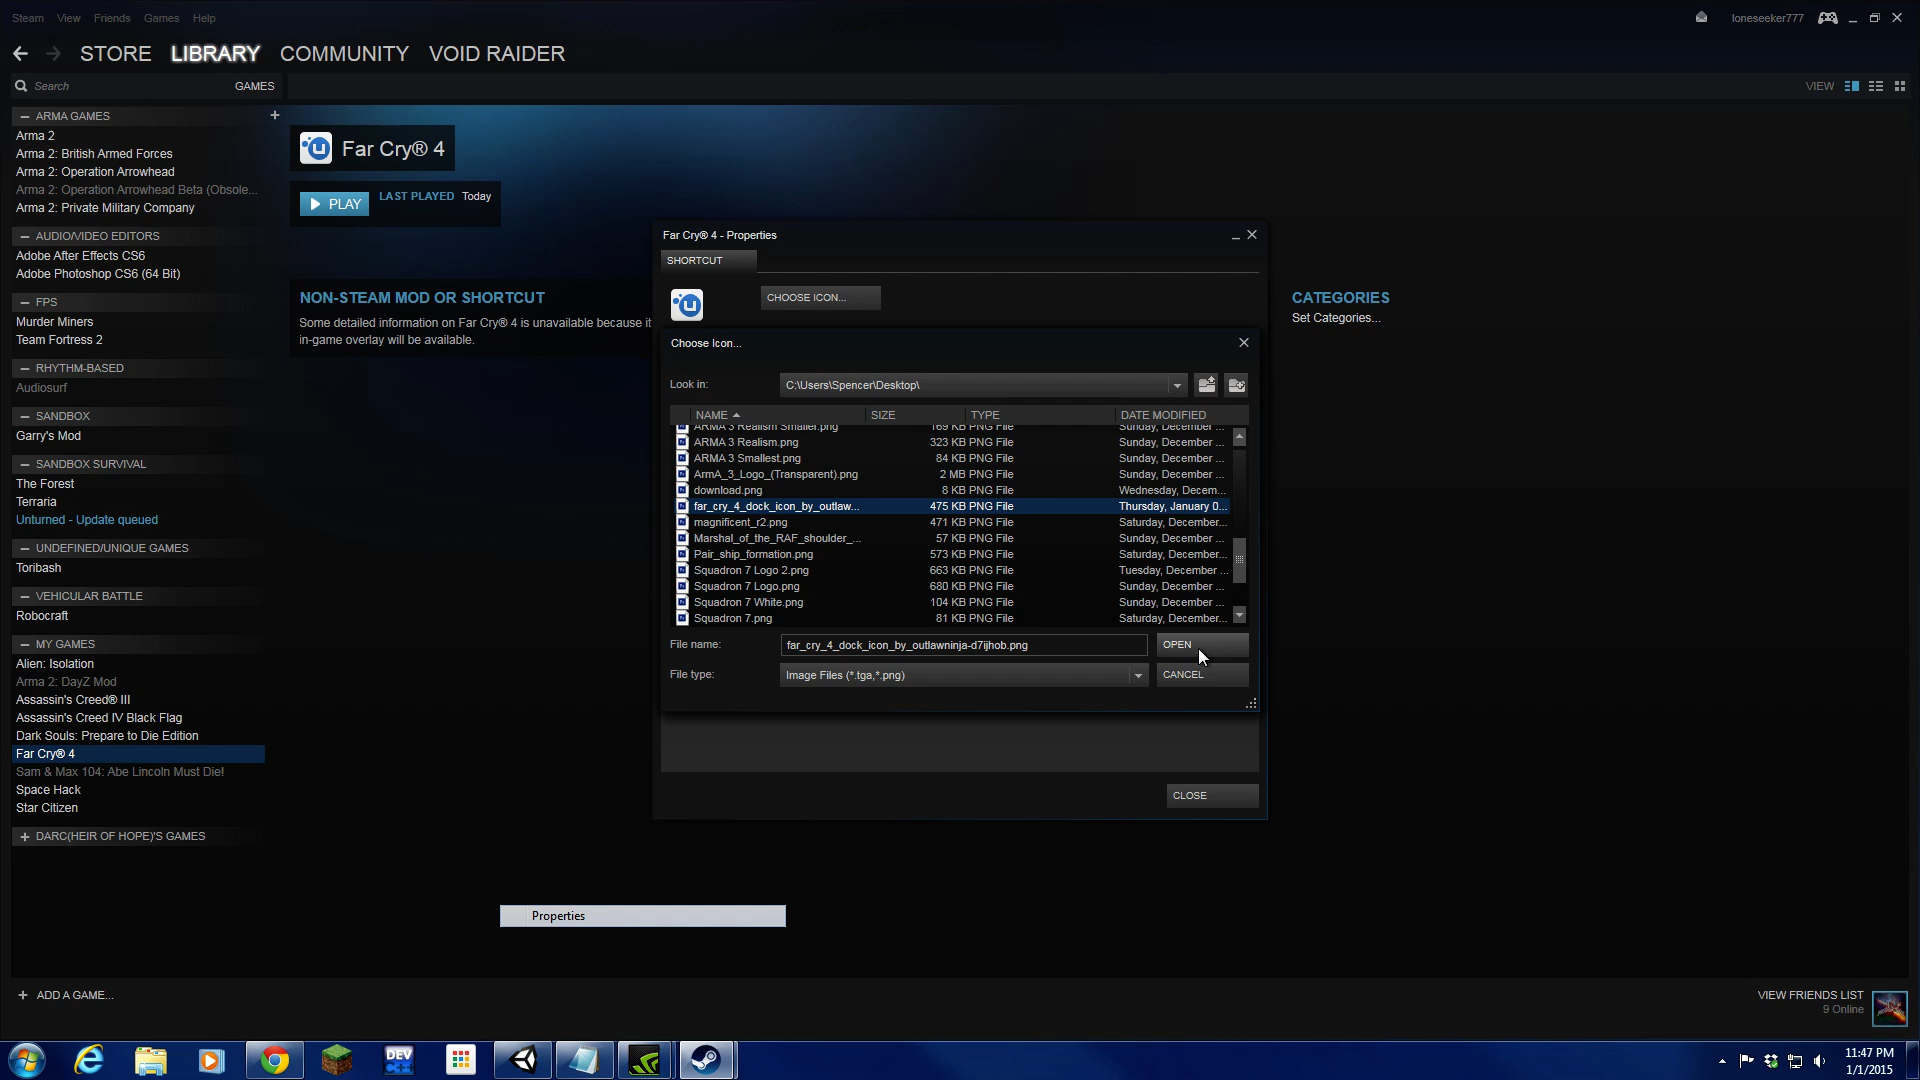 Steam View Friends Games Help
loneseeker777
STORE LIBRARY COMMUNITY VOID RAIDER
Search
GAMES
VIEW
ARMA GAMES
Arma 2
Arma 2: British Armed Forces
Arma 2: Operation Arrowhead
Arma 2: Operation Arrowhead Beta (Obsole...
Arma 2: Private Military Company
AUDIO/VIDEO EDITORS
Adobe After Effects CS6
Adobe Photoshop CS6 (64 Bit)
FPS
Murder Miners
Team Fortress 2
RHYTHM-BASED
Audiosurf
SANDBOX
Garry's Mod
SANDBOX SURVIVAL
The Forest
Terraria
Unturned - Update queued
UNDEFINED/UNIQUE GAMES
Toribash
VEHICULAR BATTLE
Robocraft
MY GAMES
Alien: Isolation
Arma 2: DayZ Mod
Assassin's Creed® III
Assassin's Creed IV Black Flag
Dark Souls: Prepare to Die Edition
Far Cry® 4
Sam & Max 104: Abe Lincoln Must Die!
Space Hack
Star Citizen
DARC(HEIR OF HOPE)'S GAMES
+ ADD A GAME...
Far Cry® 4
PLAY
LAST PLAYED Today
NON-STEAM MOD OR SHORTCUT
Some detailed information on Far Cry® 4 is unavailable because it
in-game overlay will be available.
CATEGORIES
Set Categories...
Far Cry® 4 - Properties
SHORTCUT
CHOOSE ICON...
Choose Icon...
Look in:
C:\Users\Spencer\Desktop\
NAME SIZE TYPE DATE MODIFIED
ARMA 3 Realism Smaller.png 169 KB PNG File Sunday, December ...
ARMA 3 Realism.png 323 KB PNG File Sunday, December ...
ARMA 3 Smallest.png 84 KB PNG File Sunday, December ...
ArmA_3_Logo_(Transparent).png 2 MB PNG File Sunday, December ...
download.png 8 KB PNG File Wednesday, Decem...
far_cry_4_dock_icon_by_outlaw... 475 KB PNG File Thursday, January 0...
magnificent_r2.png 471 KB PNG File Saturday, December...
Marshal_of_the_RAF_shoulder_... 57 KB PNG File Sunday, December ...
Pair_ship_formation.png 573 KB PNG File Saturday, December...
Squadron 7 Logo 2.png 663 KB PNG File Tuesday, December ...
Squadron 7 Logo.png 680 KB PNG File Sunday, December ...
Squadron 7 White.png 104 KB PNG File Sunday, December ...
Squadron 7.png 81 KB PNG File Saturday, December...
File name:
far_cry_4_dock_icon_by_outlawninja-d7ijhob.png
OPEN
File type:
Image Files (*.tga,*.png)
CANCEL
CLOSE
Properties
VIEW FRIENDS LIST
9 Online
DEV
11:47 PM
1/1/2015